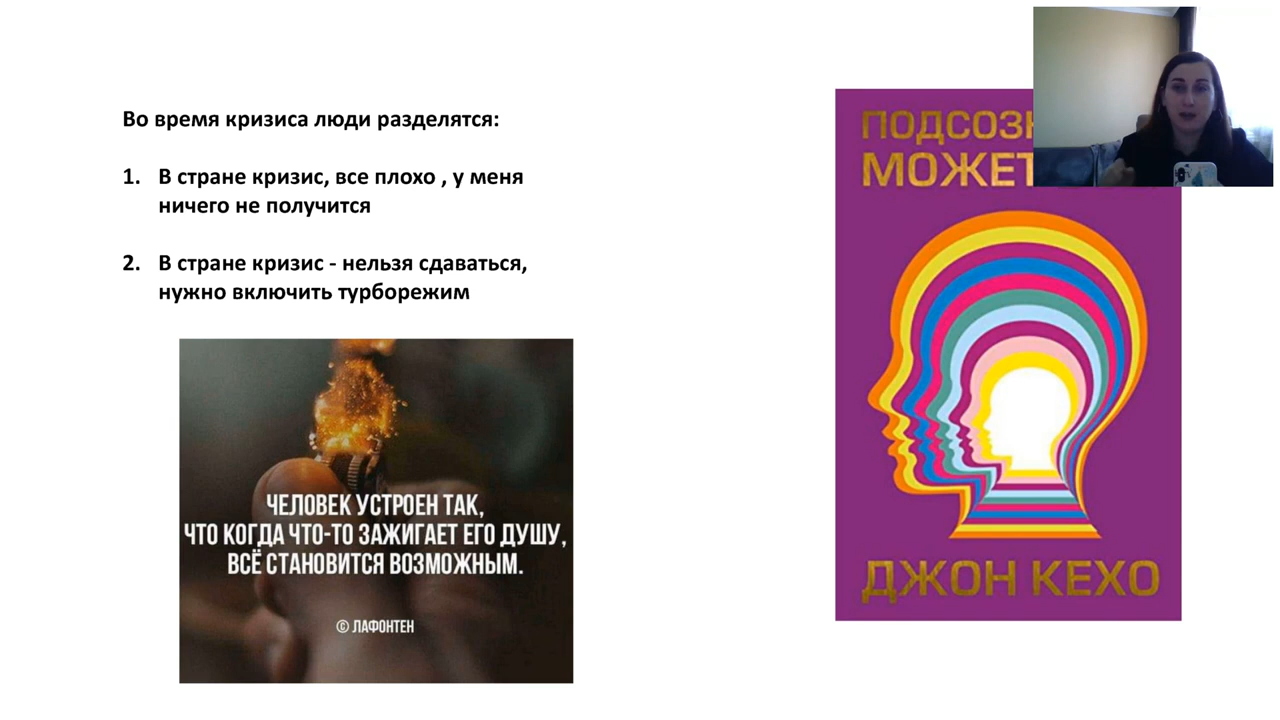 Во время кризиса люди разделятся:
1. В стране кризис, все плохо , у меня
ничего не получится
2. В стране кризис - нельзя сдаваться,
нужно включить турборежим
ЧЕЛОВЕК УСТРОЕН ТАК,
ЧТО КОГДА ЧТО-ТО ЗАЖИГАЕТ ЕГО ДУШУ,
ВСЁ СТАНОВИТСЯ ВОЗМОЖНЫМ.
© ЛАФОНТЕН
МОЖЕТ
ДЖОН КЕХО